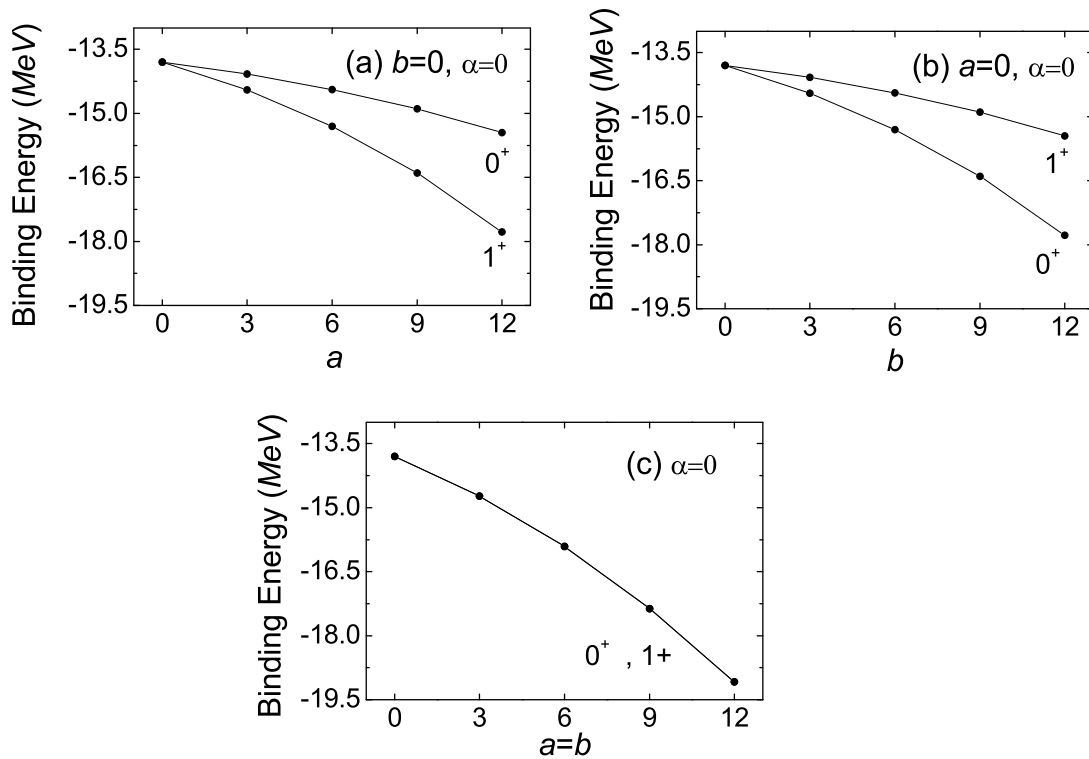 Binding Energy (MeV)
-13.5
-15.0
-16.5
-18.0
-19.5
(a) b=0, α=0
0⁺
1⁺
0 3 6 9 12
a
Binding Energy (MeV)
-13.5
-15.0
-16.5
-18.0
-19.5
(b) a=0, α=0
1⁺
0⁺
0 3 6 9 12
b
Binding Energy (MeV)
-13.5
-15.0
-16.5
-18.0
-19.5
(c) α=0
0⁺ , 1+
0 3 6 9 12
a=b